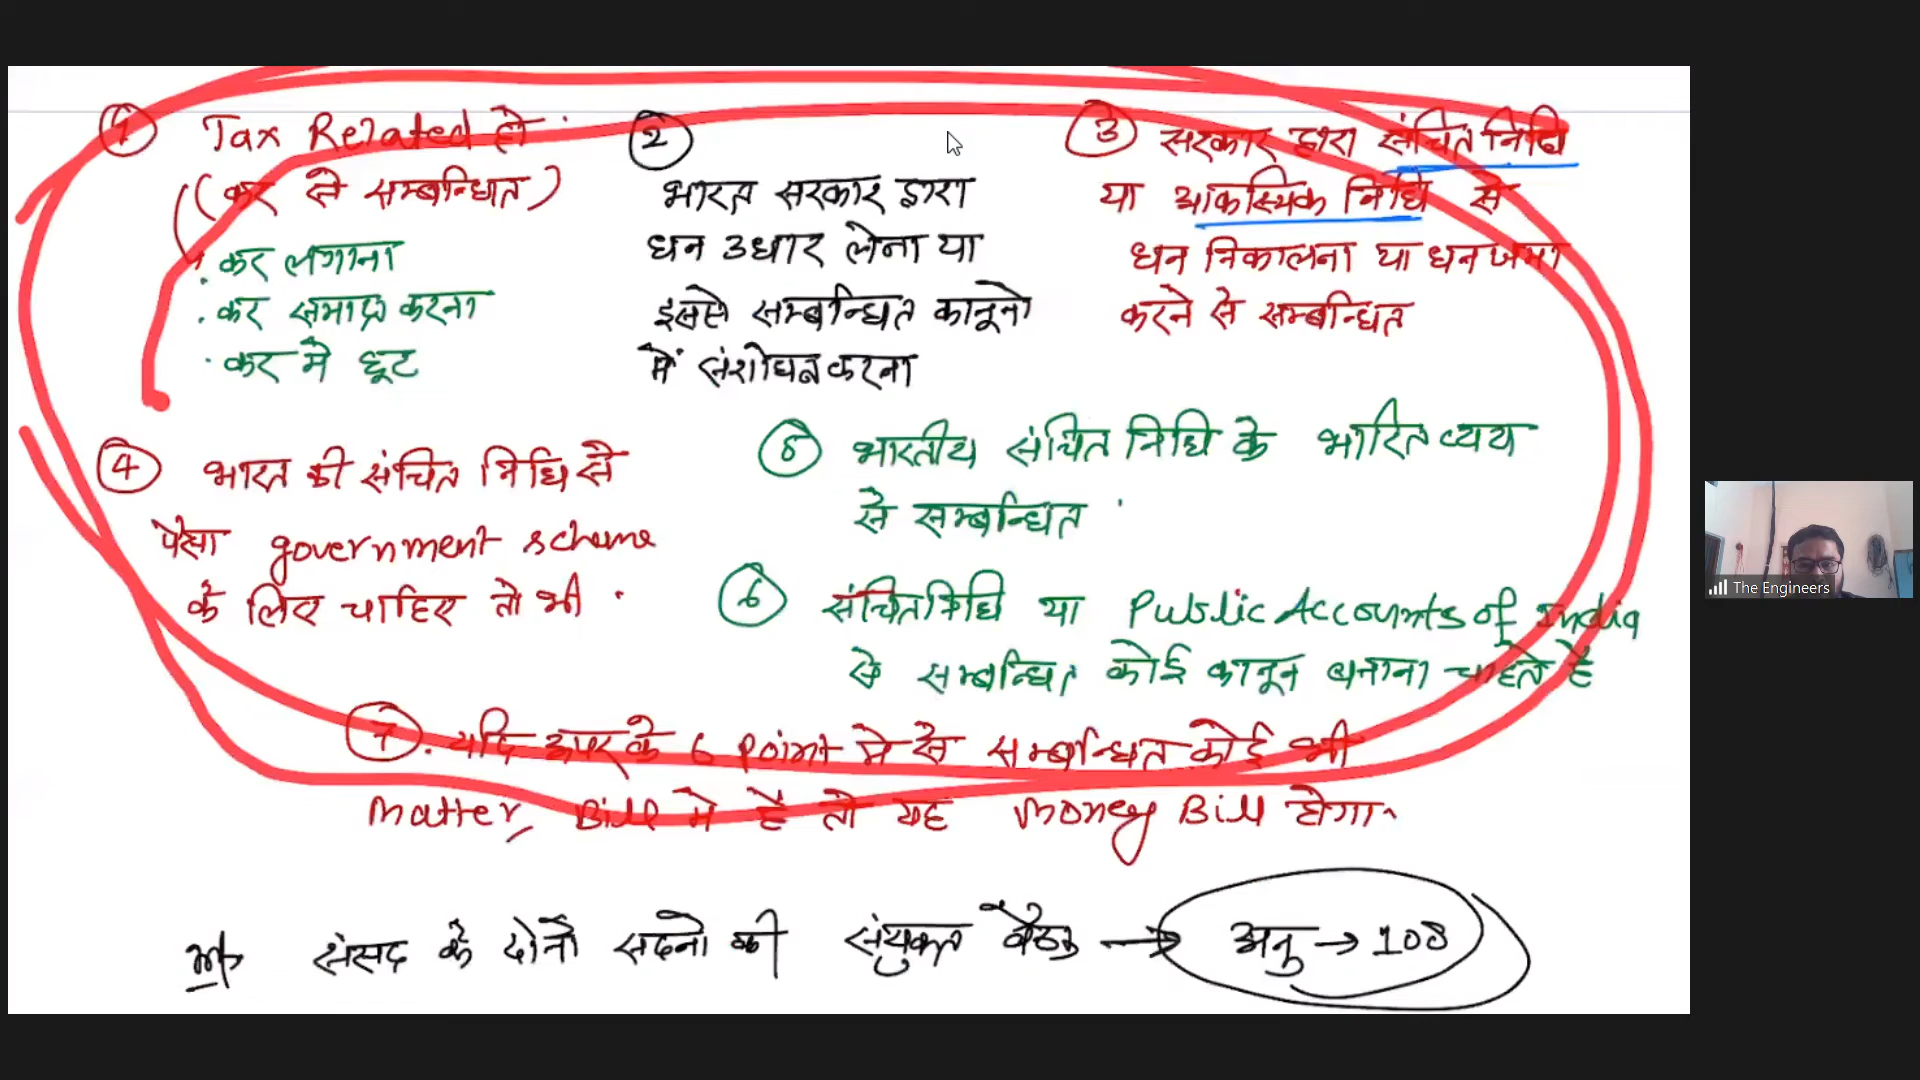 ① Tax Related हो
(कर से सम्बन्धित)
. कर लगाना
. कर समाप्त करना
. कर मे छूट
②
भारत सरकार द्वारा
धन उधार लेना या
इससे सम्बन्धित कानूनो
में संशोधन करना
③ सरकार द्वारा संचित निधि
या आकस्मिक निधि से
धन निकालना या धन जमा
करने से सम्बन्धित
④ भारत की संचित निधि से
पैसा government scheme
के लिए चाहिए तो भी .
⑤ भारतीय संचित निधि के भारित व्यय
से सम्बन्धित .
⑥ संचित निधि या Public Accounts of India
से सम्बन्धित कोई कानून बनाना चाहते है
⑦. यदि ऊपर के 6 Point मे से सम्बन्धित कोई भी
matter, Bill मे है तो यह money Bill होगा.
संसद के दोनो सदनो की संयुक्त बैठक → अनु → 108
The Engineers